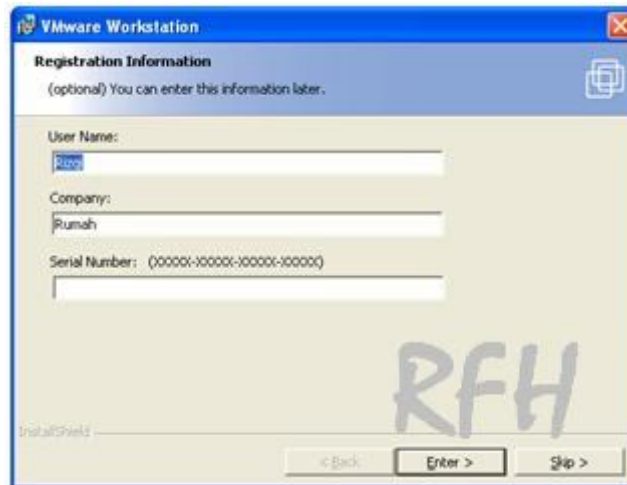 VMware Workstation
Registration Information
(optional) You can enter this information later.
User Name:
Rizqi
Company:
Rumah
Serial Number: (XXXXX-XXXXX-XXXXX-XXXXX)
RFH
InstallShield
< Back
Enter >
Skip >